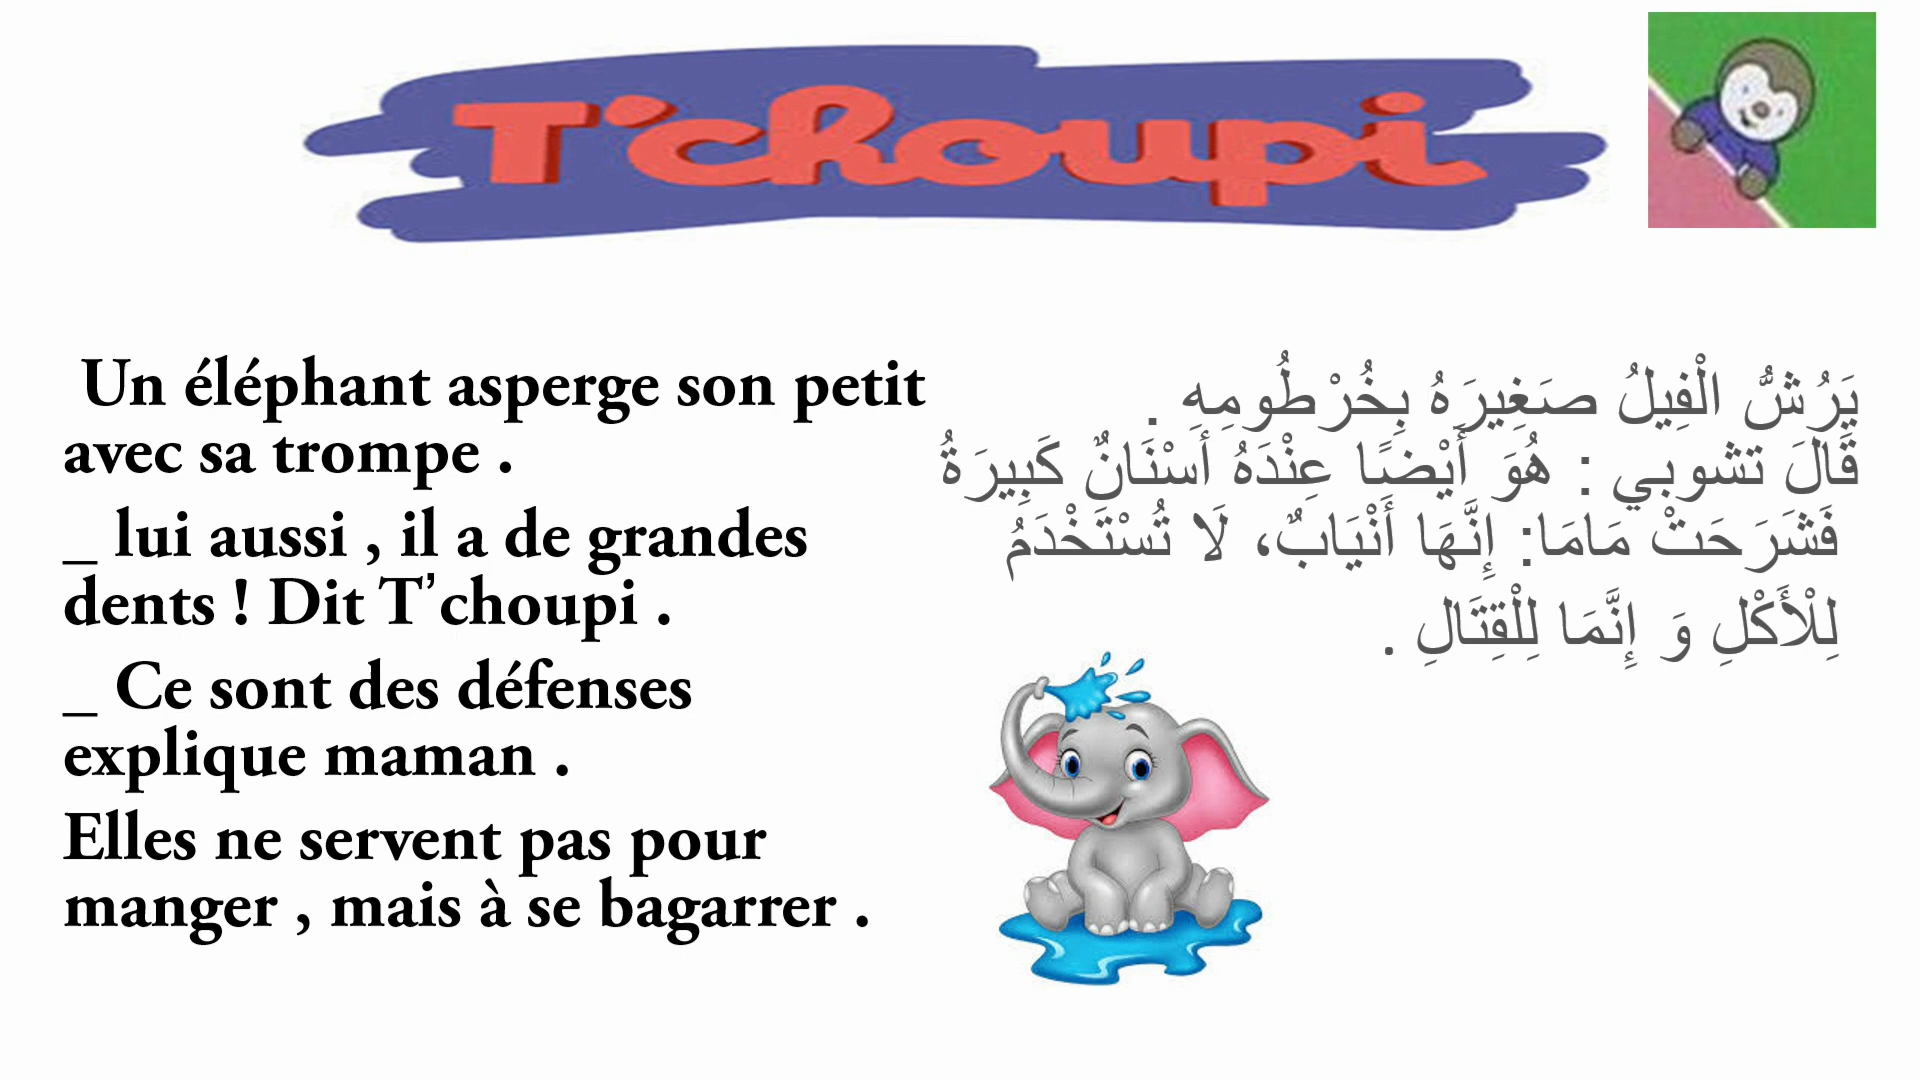 T'choupi
Un éléphant asperge son petit
avec sa trompe .
_ lui aussi , il a de grandes
dents ! Dit T’choupi .
_ Ce sont des défenses
explique maman .
Elles ne servent pas pour
manger , mais à se bagarrer .
يَرُشُّ الْفِيلُ صَغِيرَهُ بِخُرْطُومِهِ .
قَالَ تشوبي : هُوَ أَيْضًا عِنْدَهُ أَسْنَانٌ كَبِيرَةُ
فَشَرَحَتْ مَامَا: إِنَّهَا أَنْيَابٌ، لَا تُسْتَخْدَمُ
لِلْأَكْلِ وَ إِنَّمَا لِلْقِتَالِ .